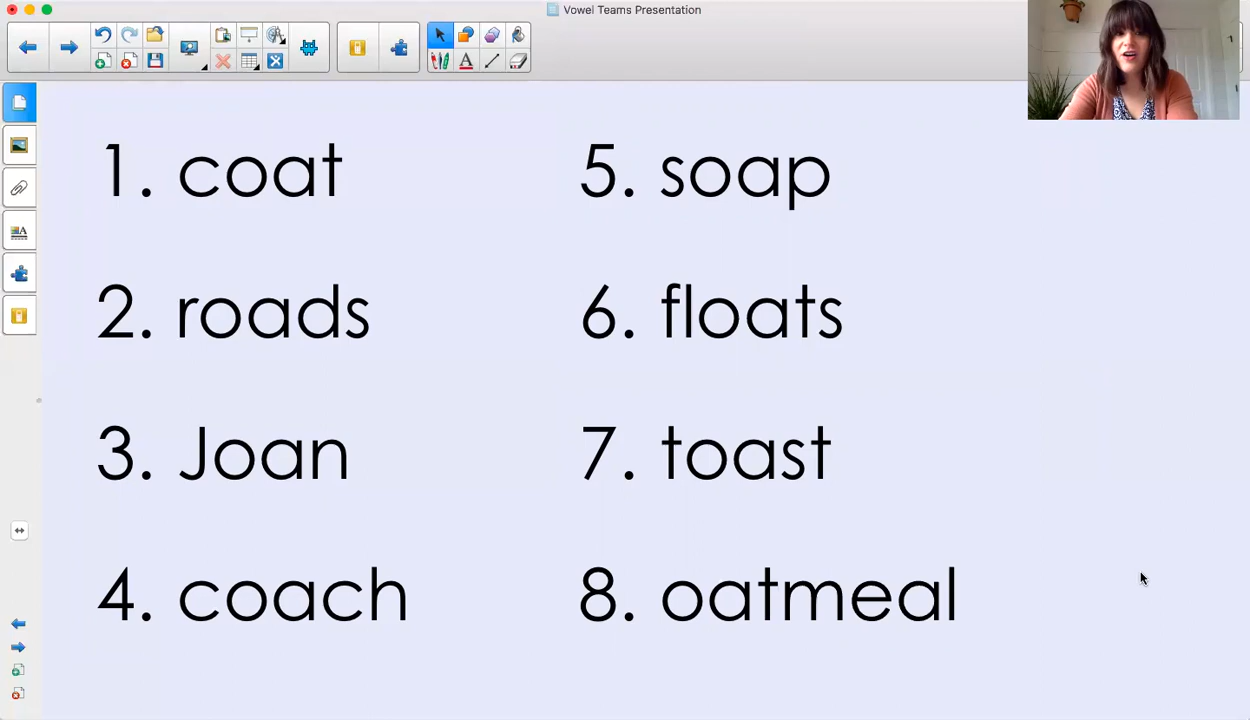 Vowel Teams Presentation
1. coat
2. roads
3. Joan
4. coach
5. soap
6. floats
7. toast
8. oatmeal